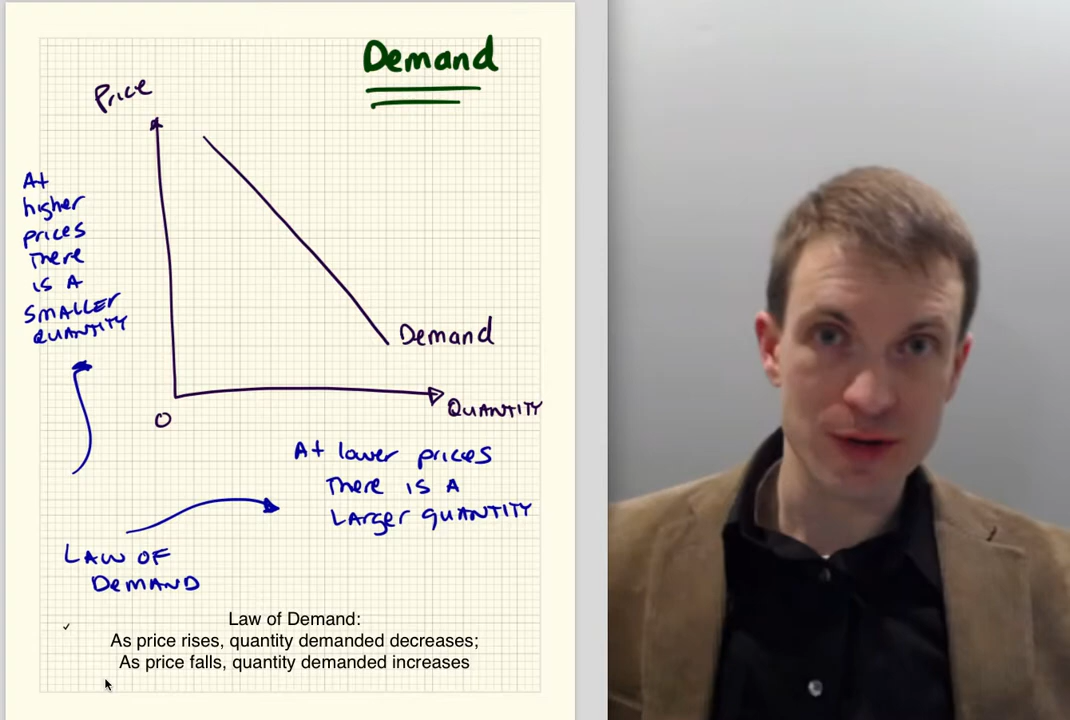 Demand
Price
At
higher
prices
There
is A
SMALLER
QUANTITY
Demand
O
QUANTITY
At lower prices
There is A
LArger QUANTITY
LAW OF
DeMAND
Law of Demand:
As price rises, quantity demanded decreases;
As price falls, quantity demanded increases